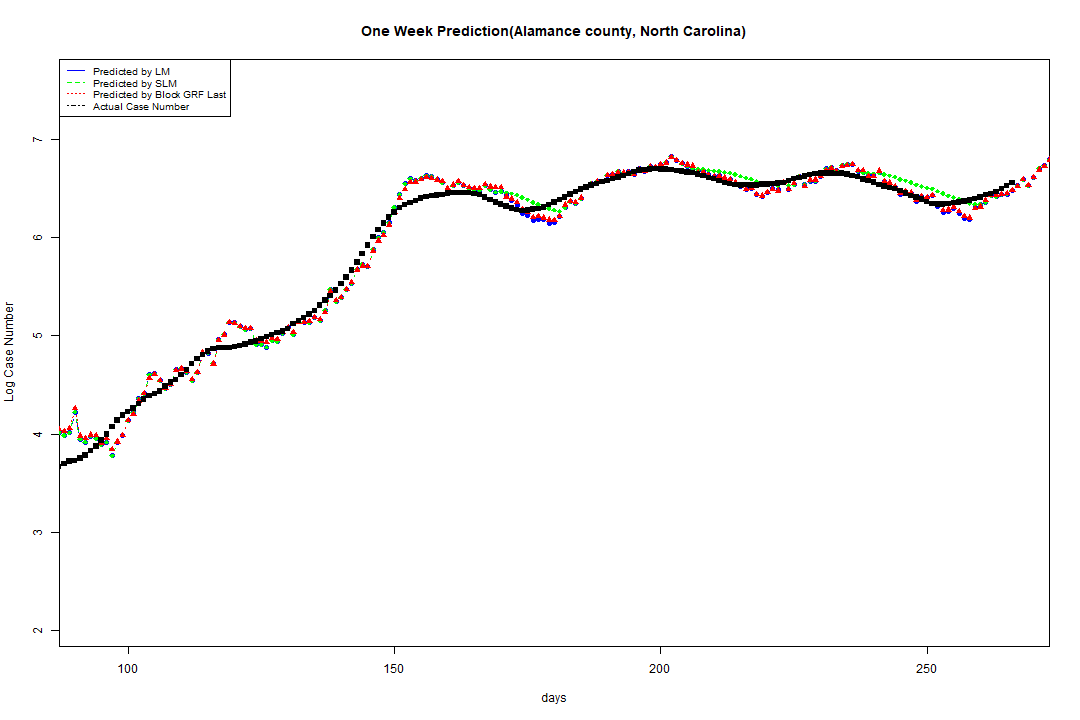 One Week Prediction(Alamance county, North Carolina)
Predicted by LM
Predicted by SLM
Predicted by Block GRF Last
Actual Case Number
7
6
5
4
3
2
Log Case Number
100 150 200 250
days